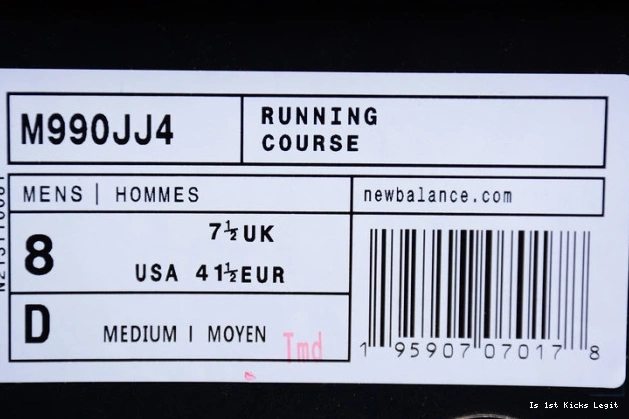 M990JJ4
RUNNING
COURSE
MENS | HOMMES
newbalance.com
8
7½UK
USA 41½EUR
D
MEDIUM | MOYEN
Tmd
1 95907 07017 8
Is 1st Kicks Legit